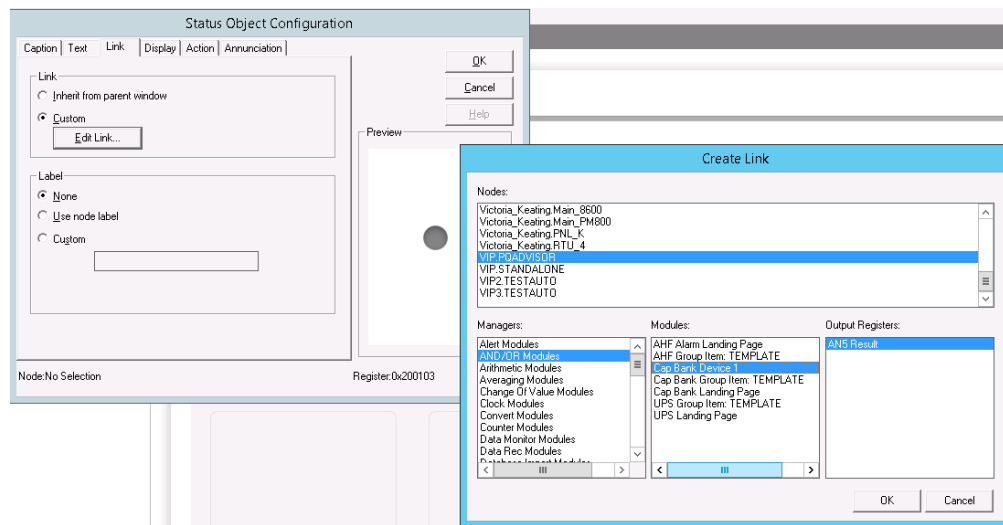 Status Object Configuration
Caption
Text
Link
Display
Action
Annunciation
OK
Cancel
Help
Link
Inherit from parent window
Custom
Edit Link...
Label
None
Use node label
Custom
Preview
Node:No Selection
Register:0x200103
Create Link
Nodes:
Victoria_Keating.Main_8600
Victoria_Keating.Main_PM800
Victoria_Keating.PNL_K
Victoria_Keating.RTU_4
VIP.PQADVISOR
VIP.STANDALONE
VIP2.TESTAUTO
VIP3.TESTAUTO
Managers:
Alert Modules
AND/OR Modules
Arithmetic Modules
Averaging Modules
Change Of Value Modules
Clock Modules
Convert Modules
Counter Modules
Data Monitor Modules
Data Rec Modules
Modules:
AHF Alarm Landing Page
AHF Group Item: TEMPLATE
Cap Bank Device 1
Cap Bank Group Item: TEMPLATE
Cap Bank Landing Page
UPS Group Item: TEMPLATE
UPS Landing Page
Output Registers:
AN5 Result
OK
Cancel